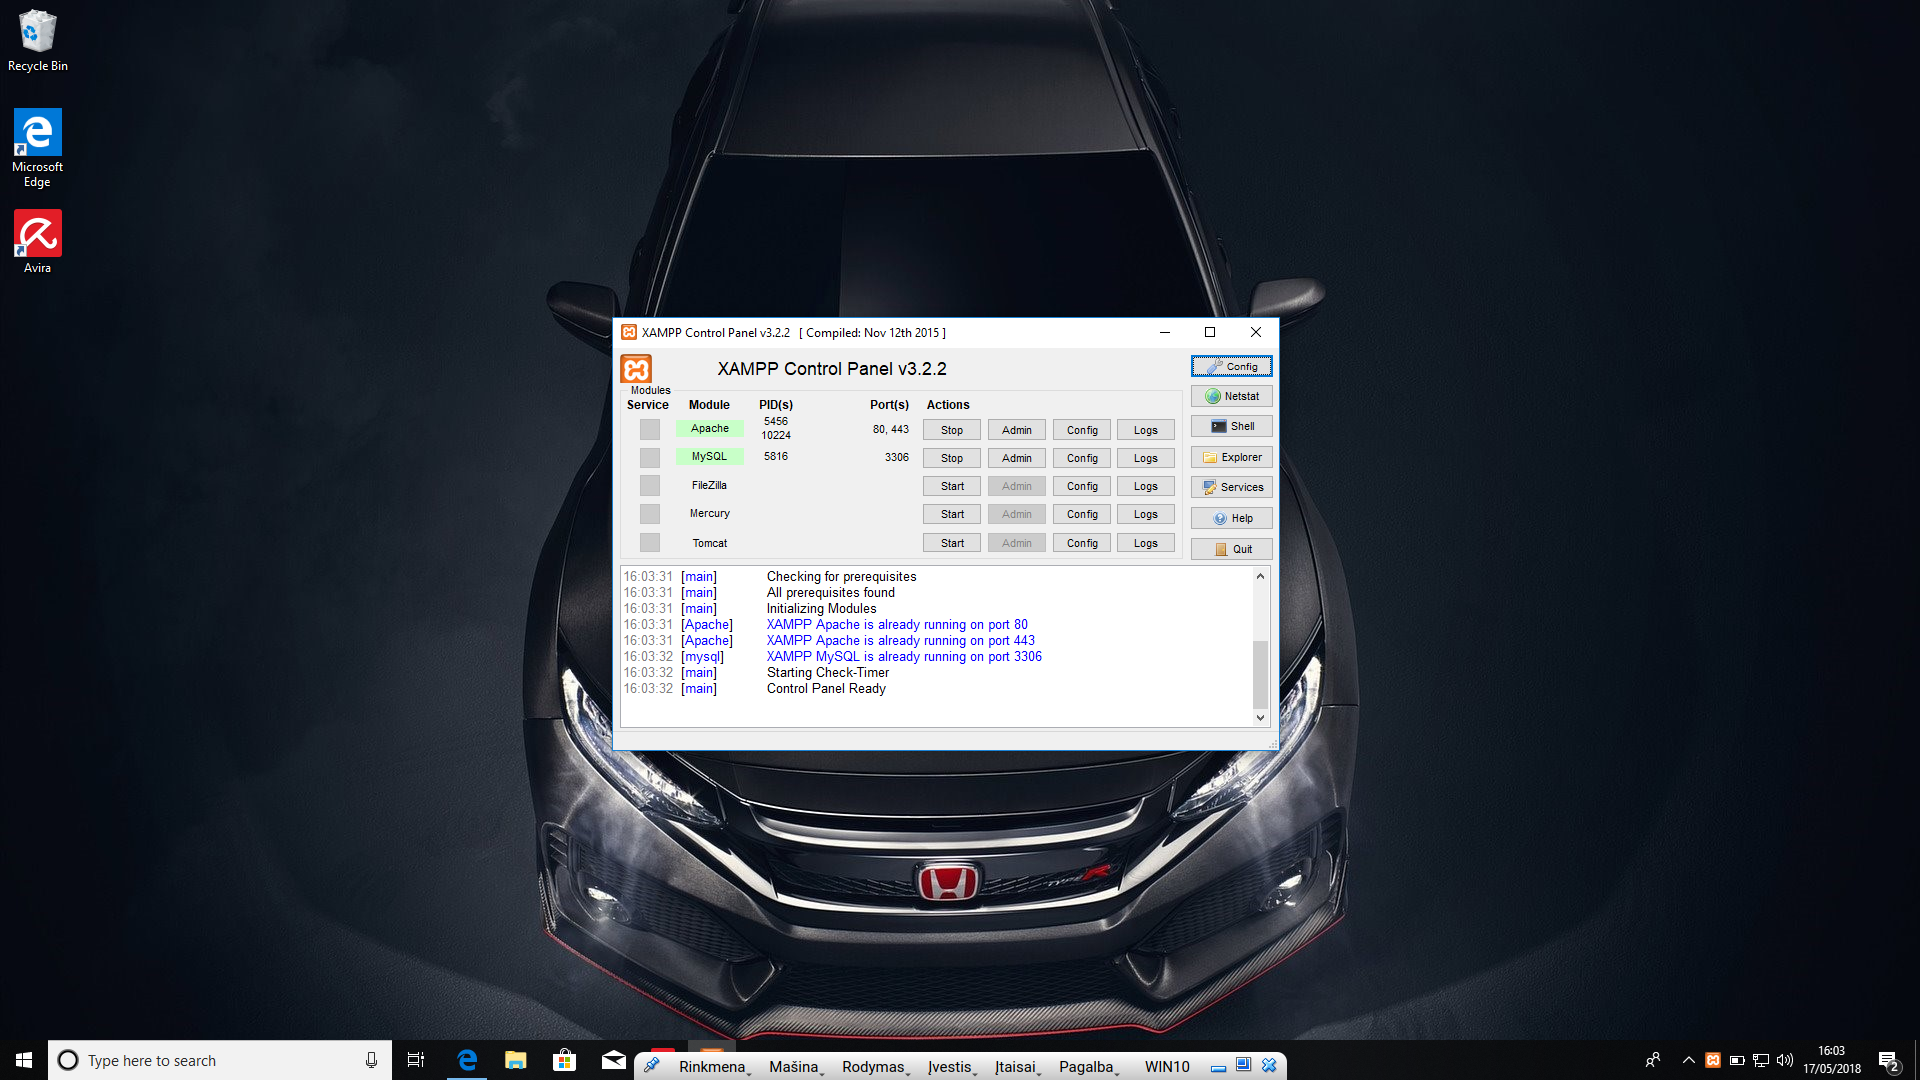 Recycle Bin
Microsoft
Edge
Avira
XAMPP Control Panel v3.2.2 [ Compiled: Nov 12th 2015 ]
XAMPP Control Panel v3.2.2
Config
Modules
Service Module PID(s) Port(s) Actions
Netstat
Apache 5456 10224 80, 443 Stop Admin Config Logs
Shell
MySQL 5816 3306 Stop Admin Config Logs
Explorer
FileZilla Start Admin Config Logs
Services
Mercury Start Admin Config Logs
Help
Tomcat Start Admin Config Logs
Quit
16:03:31 [main] Checking for prerequisites
16:03:31 [main] All prerequisites found
16:03:31 [main] Initializing Modules
16:03:31 [Apache] XAMPP Apache is already running on port 80
16:03:31 [Apache] XAMPP Apache is already running on port 443
16:03:32 [mysql] XAMPP MySQL is already running on port 3306
16:03:32 [main] Starting Check-Timer
16:03:32 [main] Control Panel Ready
TYPE R
Type here to search
Rinkmena Mašina Rodymas Įvestis Įtaisai Pagalba WIN10
16:03
17/05/2018
2